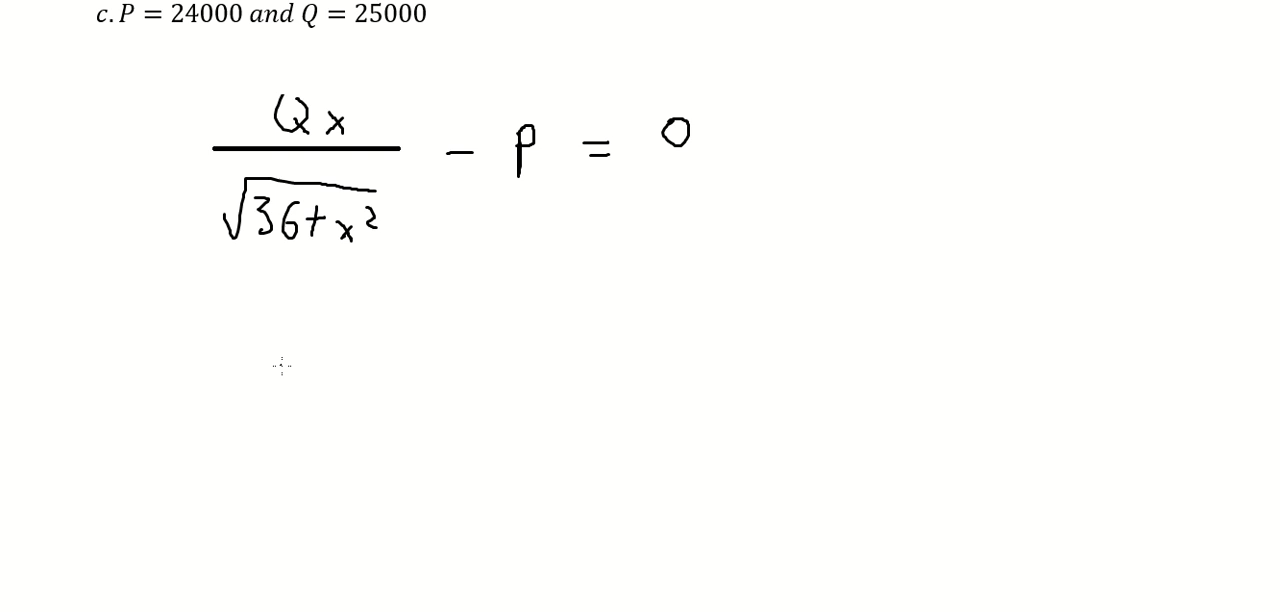 c. P = 24000 and Q = 25000
Qx / √36+x² − P = 0